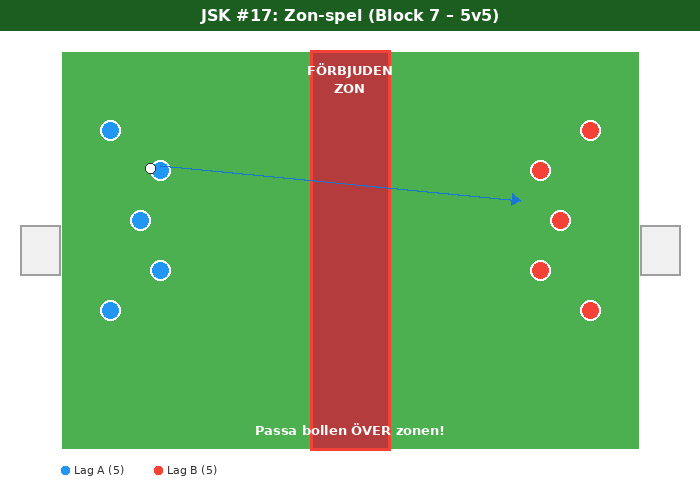 JSK #17: Zon-spel (Block 7 – 5v5)
FÖRBJUDEN
ZON
Passa bollen ÖVER zonen!
Lag A (5)
Lag B (5)